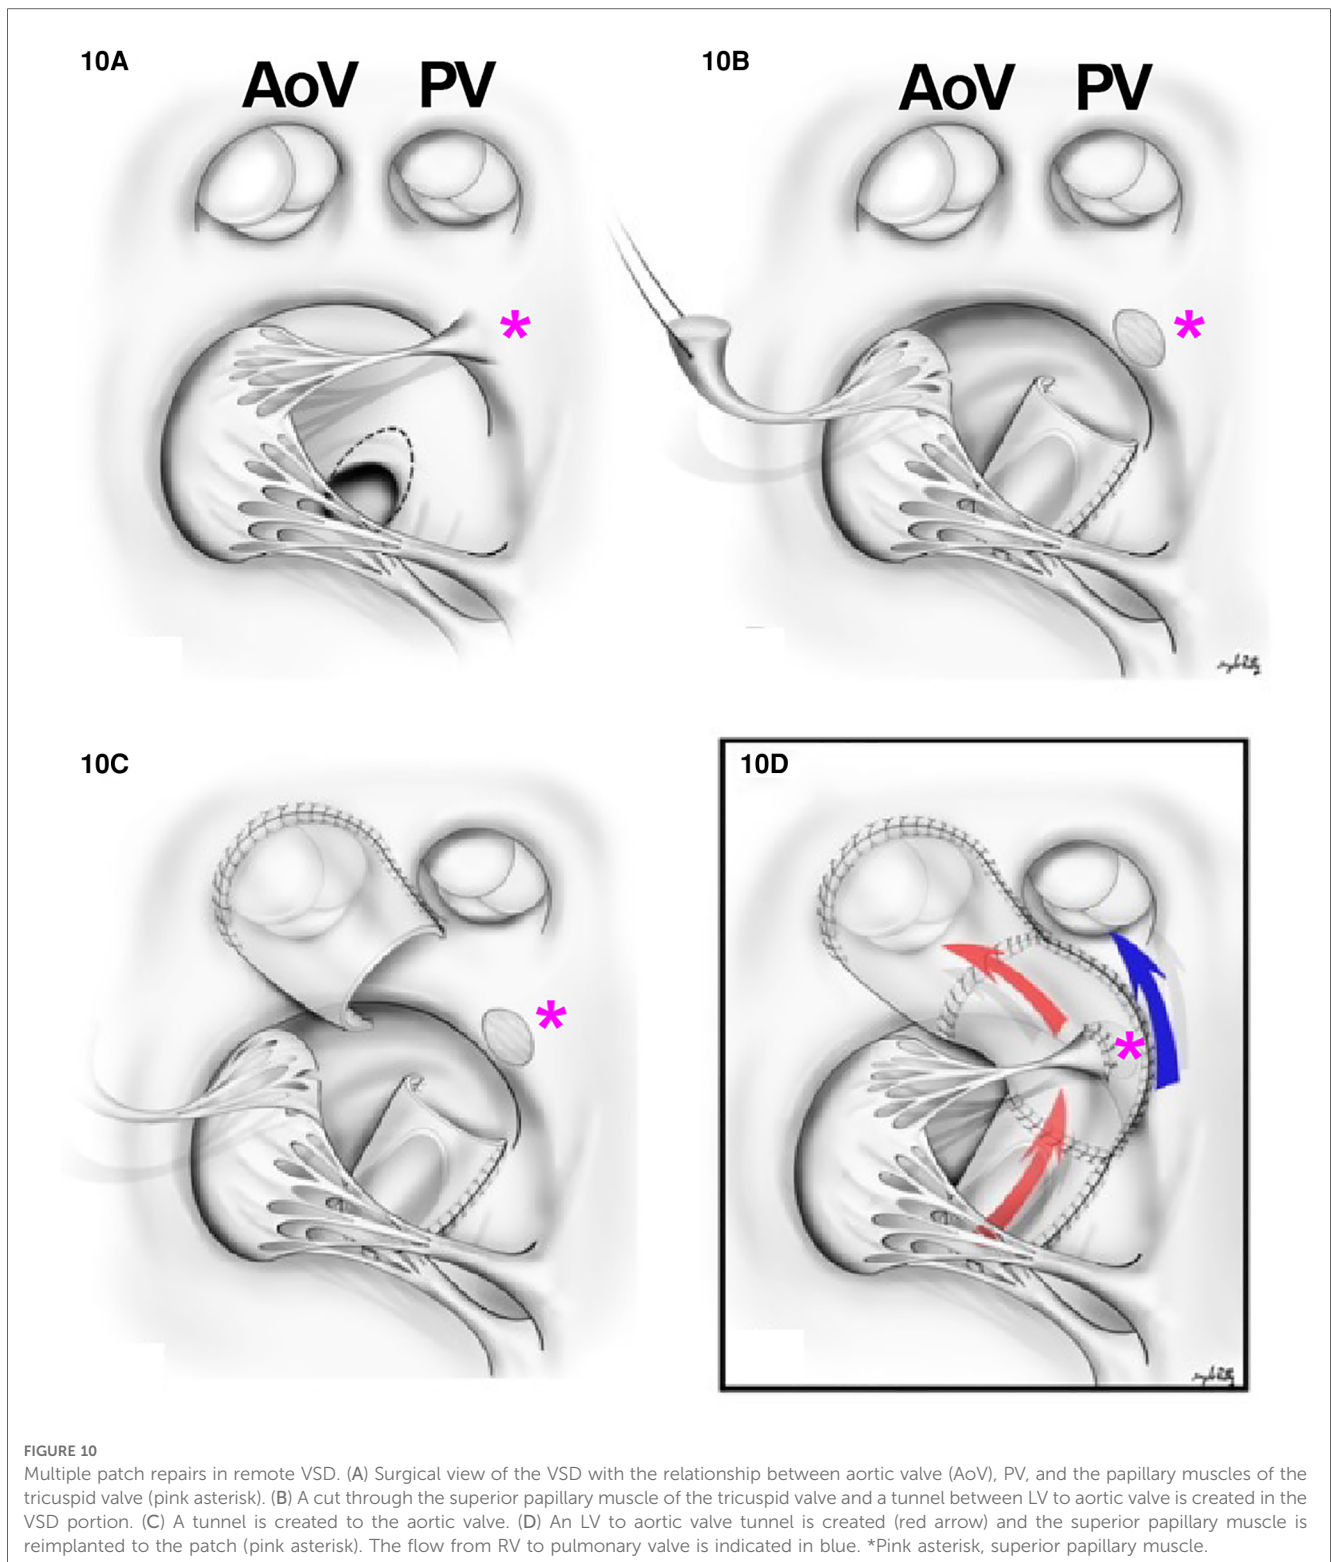 10A
AoV PV
10B
AoV PV
*
*
10C
10D
*
*
FIGURE 10
Multiple patch repairs in remote VSD. (A) Surgical view of the VSD with the relationship between aortic valve (AoV), PV, and the papillary muscles of the
tricuspid valve (pink asterisk). (B) A cut through the superior papillary muscle of the tricuspid valve and a tunnel between LV to aortic valve is created in the
VSD portion. (C) A tunnel is created to the aortic valve. (D) An LV to aortic valve tunnel is created (red arrow) and the superior papillary muscle is
reimplanted to the patch (pink asterisk). The flow from RV to pulmonary valve is indicated in blue. *Pink asterisk, superior papillary muscle.